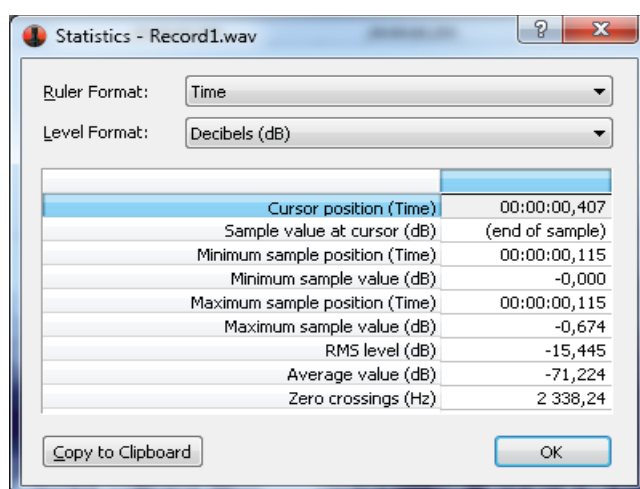 Statistics - Record1.wav
Ruler Format: Time
Level Format: Decibels (dB)
Cursor position (Time) 00:00:00,407
Sample value at cursor (dB) (end of sample)
Minimum sample position (Time) 00:00:00,115
Minimum sample value (dB) -0,000
Maximum sample position (Time) 00:00:00,115
Maximum sample value (dB) -0,674
RMS level (dB) -15,445
Average value (dB) -71,224
Zero crossings (Hz) 2 338,24
Copy to Clipboard OK